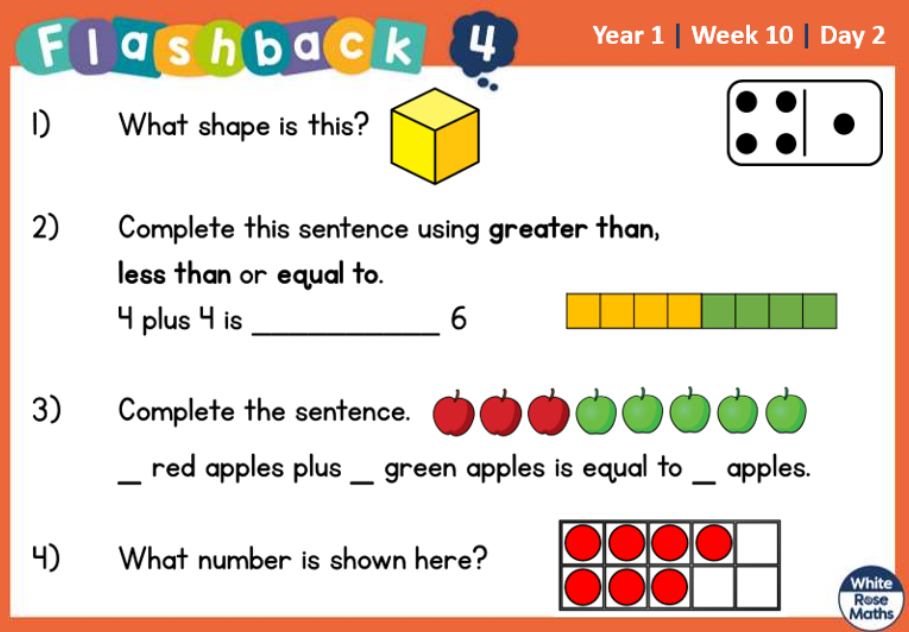 Flashback 4
Year 1 | Week 10 | Day 2
1) What shape is this?
2) Complete this sentence using greater than,
less than or equal to.
4 plus 4 is ____________ 6
3) Complete the sentence.
_ red apples plus _ green apples is equal to _ apples.
4) What number is shown here?
White
Rose
Maths